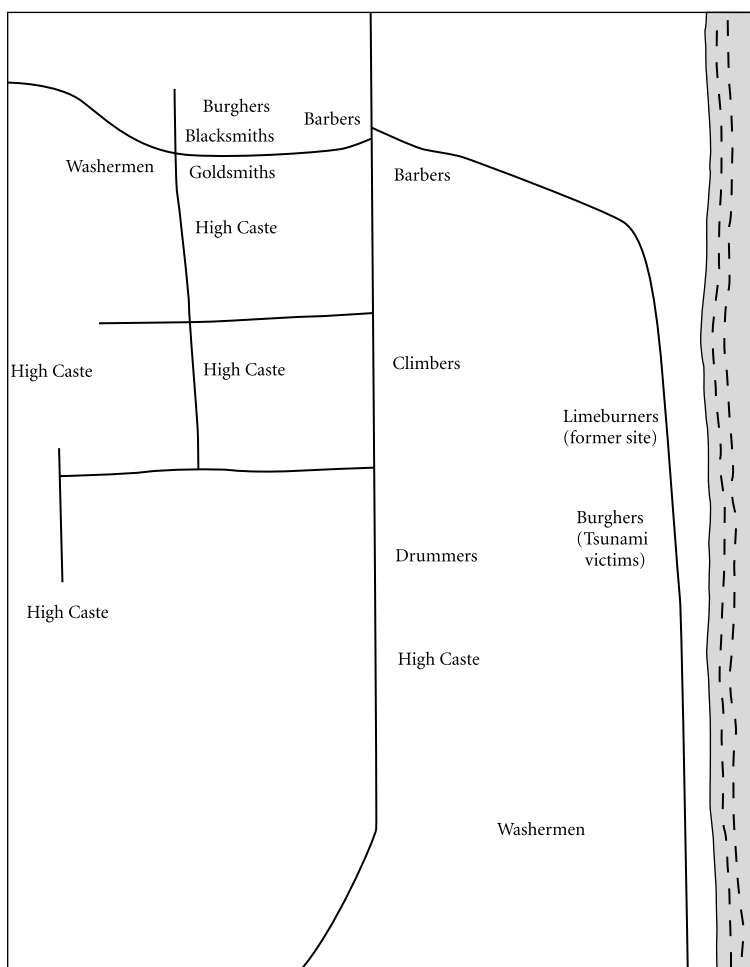 Burghers
Barbers
Blacksmiths
Washermen
Goldsmiths
Barbers
High Caste
Climbers
High Caste
High Caste
Limeburners
(former site)
Burghers
(Tsunami
victims)
Drummers
High Caste
High Caste
Washermen